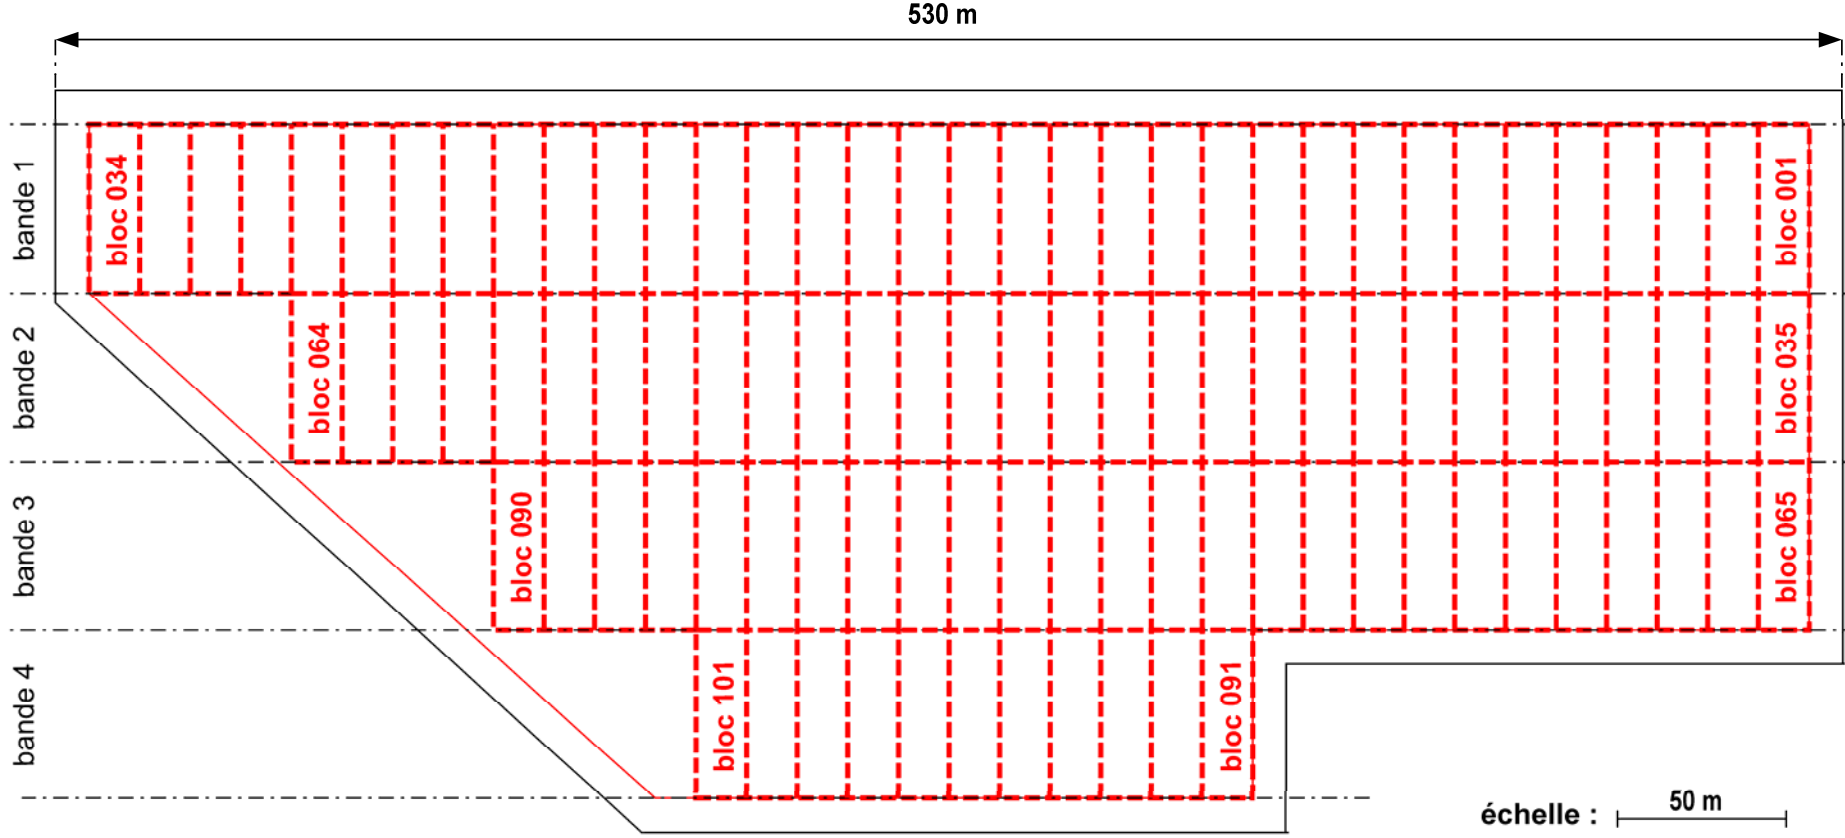 530 m
bande 1
bloc 034
bloc 001
bande 2
bloc 064
bloc 035
bande 3
bloc 090
bloc 065
bande 4
bloc 101
bloc 091
échelle : 50 m